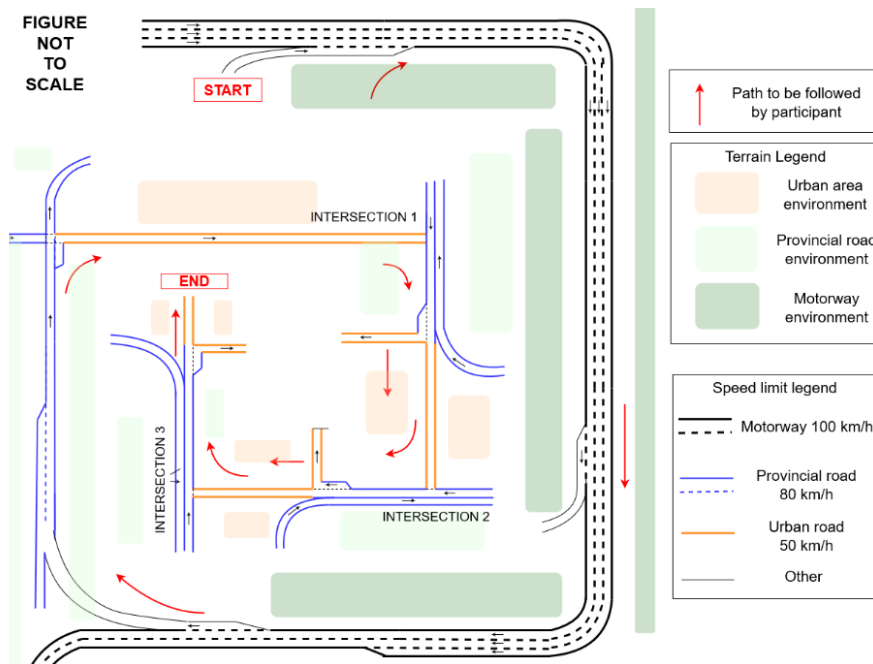 FIGURE
NOT
TO
SCALE
START
INTERSECTION 1
END
INTERSECTION 3
INTERSECTION 2
Path to be followed
by participant
Terrain Legend
Urban area
environment
Provincial road
environment
Motorway
environment
Speed limit legend
Motorway 100 km/h
Provincial road
80 km/h
Urban road
50 km/h
Other